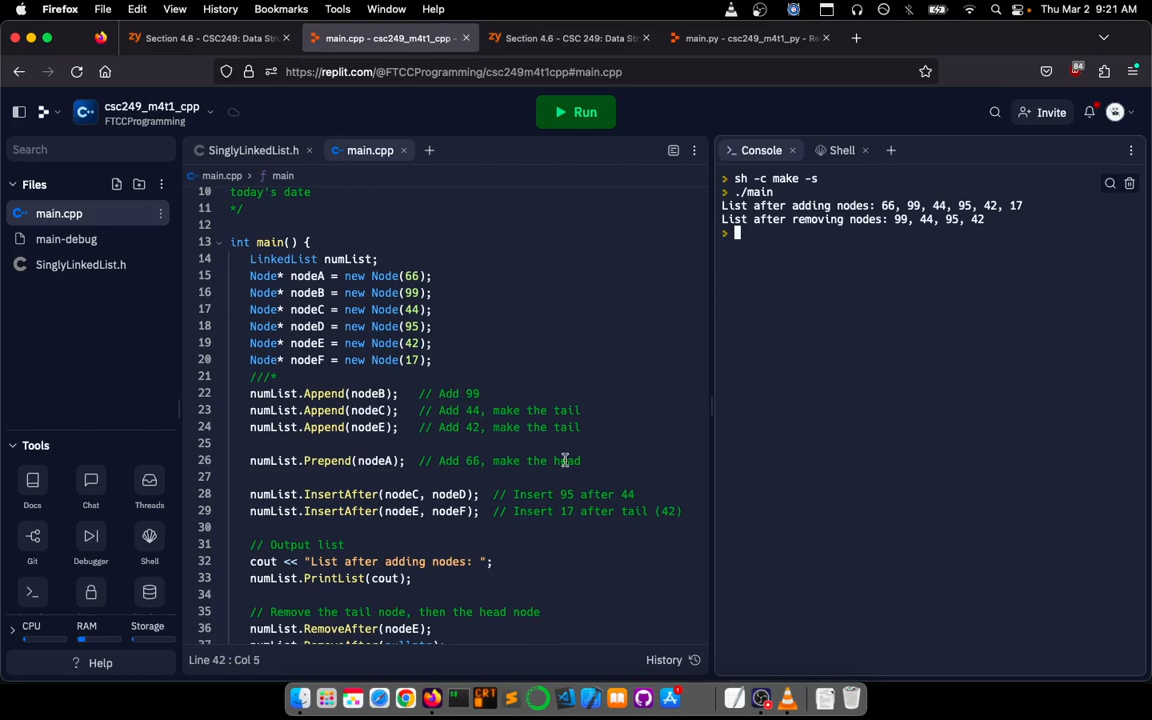 Firefox File Edit View History Bookmarks Tools Window Help Thu Mar 2 9:21 AM
zy Section 4.6 - CSC249: Data Str main.cpp - csc249_m4t1_cpp - zy Section 4.6 - CSC 249: Data Str main.py - csc249_m4t1_py - Re
https://replit.com/@FTCCProgramming/csc249m4t1cpp#main.cpp 84
csc249_m4t1_cpp
FTCCProgramming
Run
Invite
Search
SinglyLinkedList.h main.cpp
Console Shell
Files
main.cpp
main-debug
SinglyLinkedList.h
main.cpp > f main
10 today's date
11 */
12
13 int main() {
14 LinkedList numList;
15 Node* nodeA = new Node(66);
16 Node* nodeB = new Node(99);
17 Node* nodeC = new Node(44);
18 Node* nodeD = new Node(95);
19 Node* nodeE = new Node(42);
20 Node* nodeF = new Node(17);
21 ///*
22 numList.Append(nodeB); // Add 99
23 numList.Append(nodeC); // Add 44, make the tail
24 numList.Append(nodeE); // Add 42, make the tail
25
26 numList.Prepend(nodeA); // Add 66, make the head
27
28 numList.InsertAfter(nodeC, nodeD); // Insert 95 after 44
29 numList.InsertAfter(nodeE, nodeF); // Insert 17 after tail (42)
30
31 // Output list
32 cout << "List after adding nodes: ";
33 numList.PrintList(cout);
34
35 // Remove the tail node, then the head node
36 numList.RemoveAfter(nodeE);
37 numList.RemoveAfter(nullptr);
Line 42 : Col 5
History
> sh -c make -s
> ./main
List after adding nodes: 66, 99, 44, 95, 42, 17
List after removing nodes: 99, 44, 95, 42
>
Tools
Docs Chat Threads
Git Debugger Shell
CPU RAM Storage
? Help
CRT
1